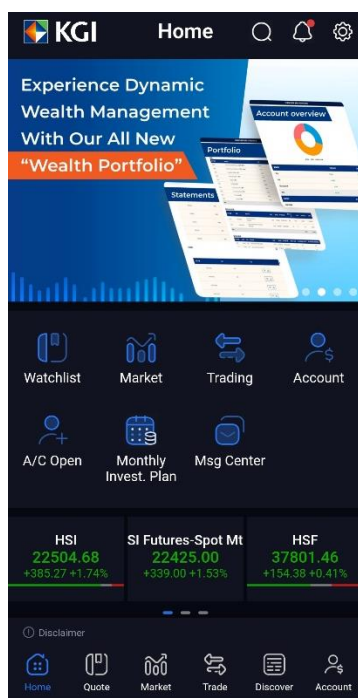 KGI
Home
Experience Dynamic
Wealth Management
With Our All New
“Wealth Portfolio”
Account overview
Portfolio
Statements
Watchlist
Market
Trading
Account
A/C Open
Monthly
Invest. Plan
Msg Center
HSI
22504.68
+385.27 +1.74%
SI Futures-Spot Mt
22425.00
+339.00 +1.53%
HSF
37801.46
+154.38 +0.41%
Disclaimer
Home
Quote
Market
Trade
Discover
Account